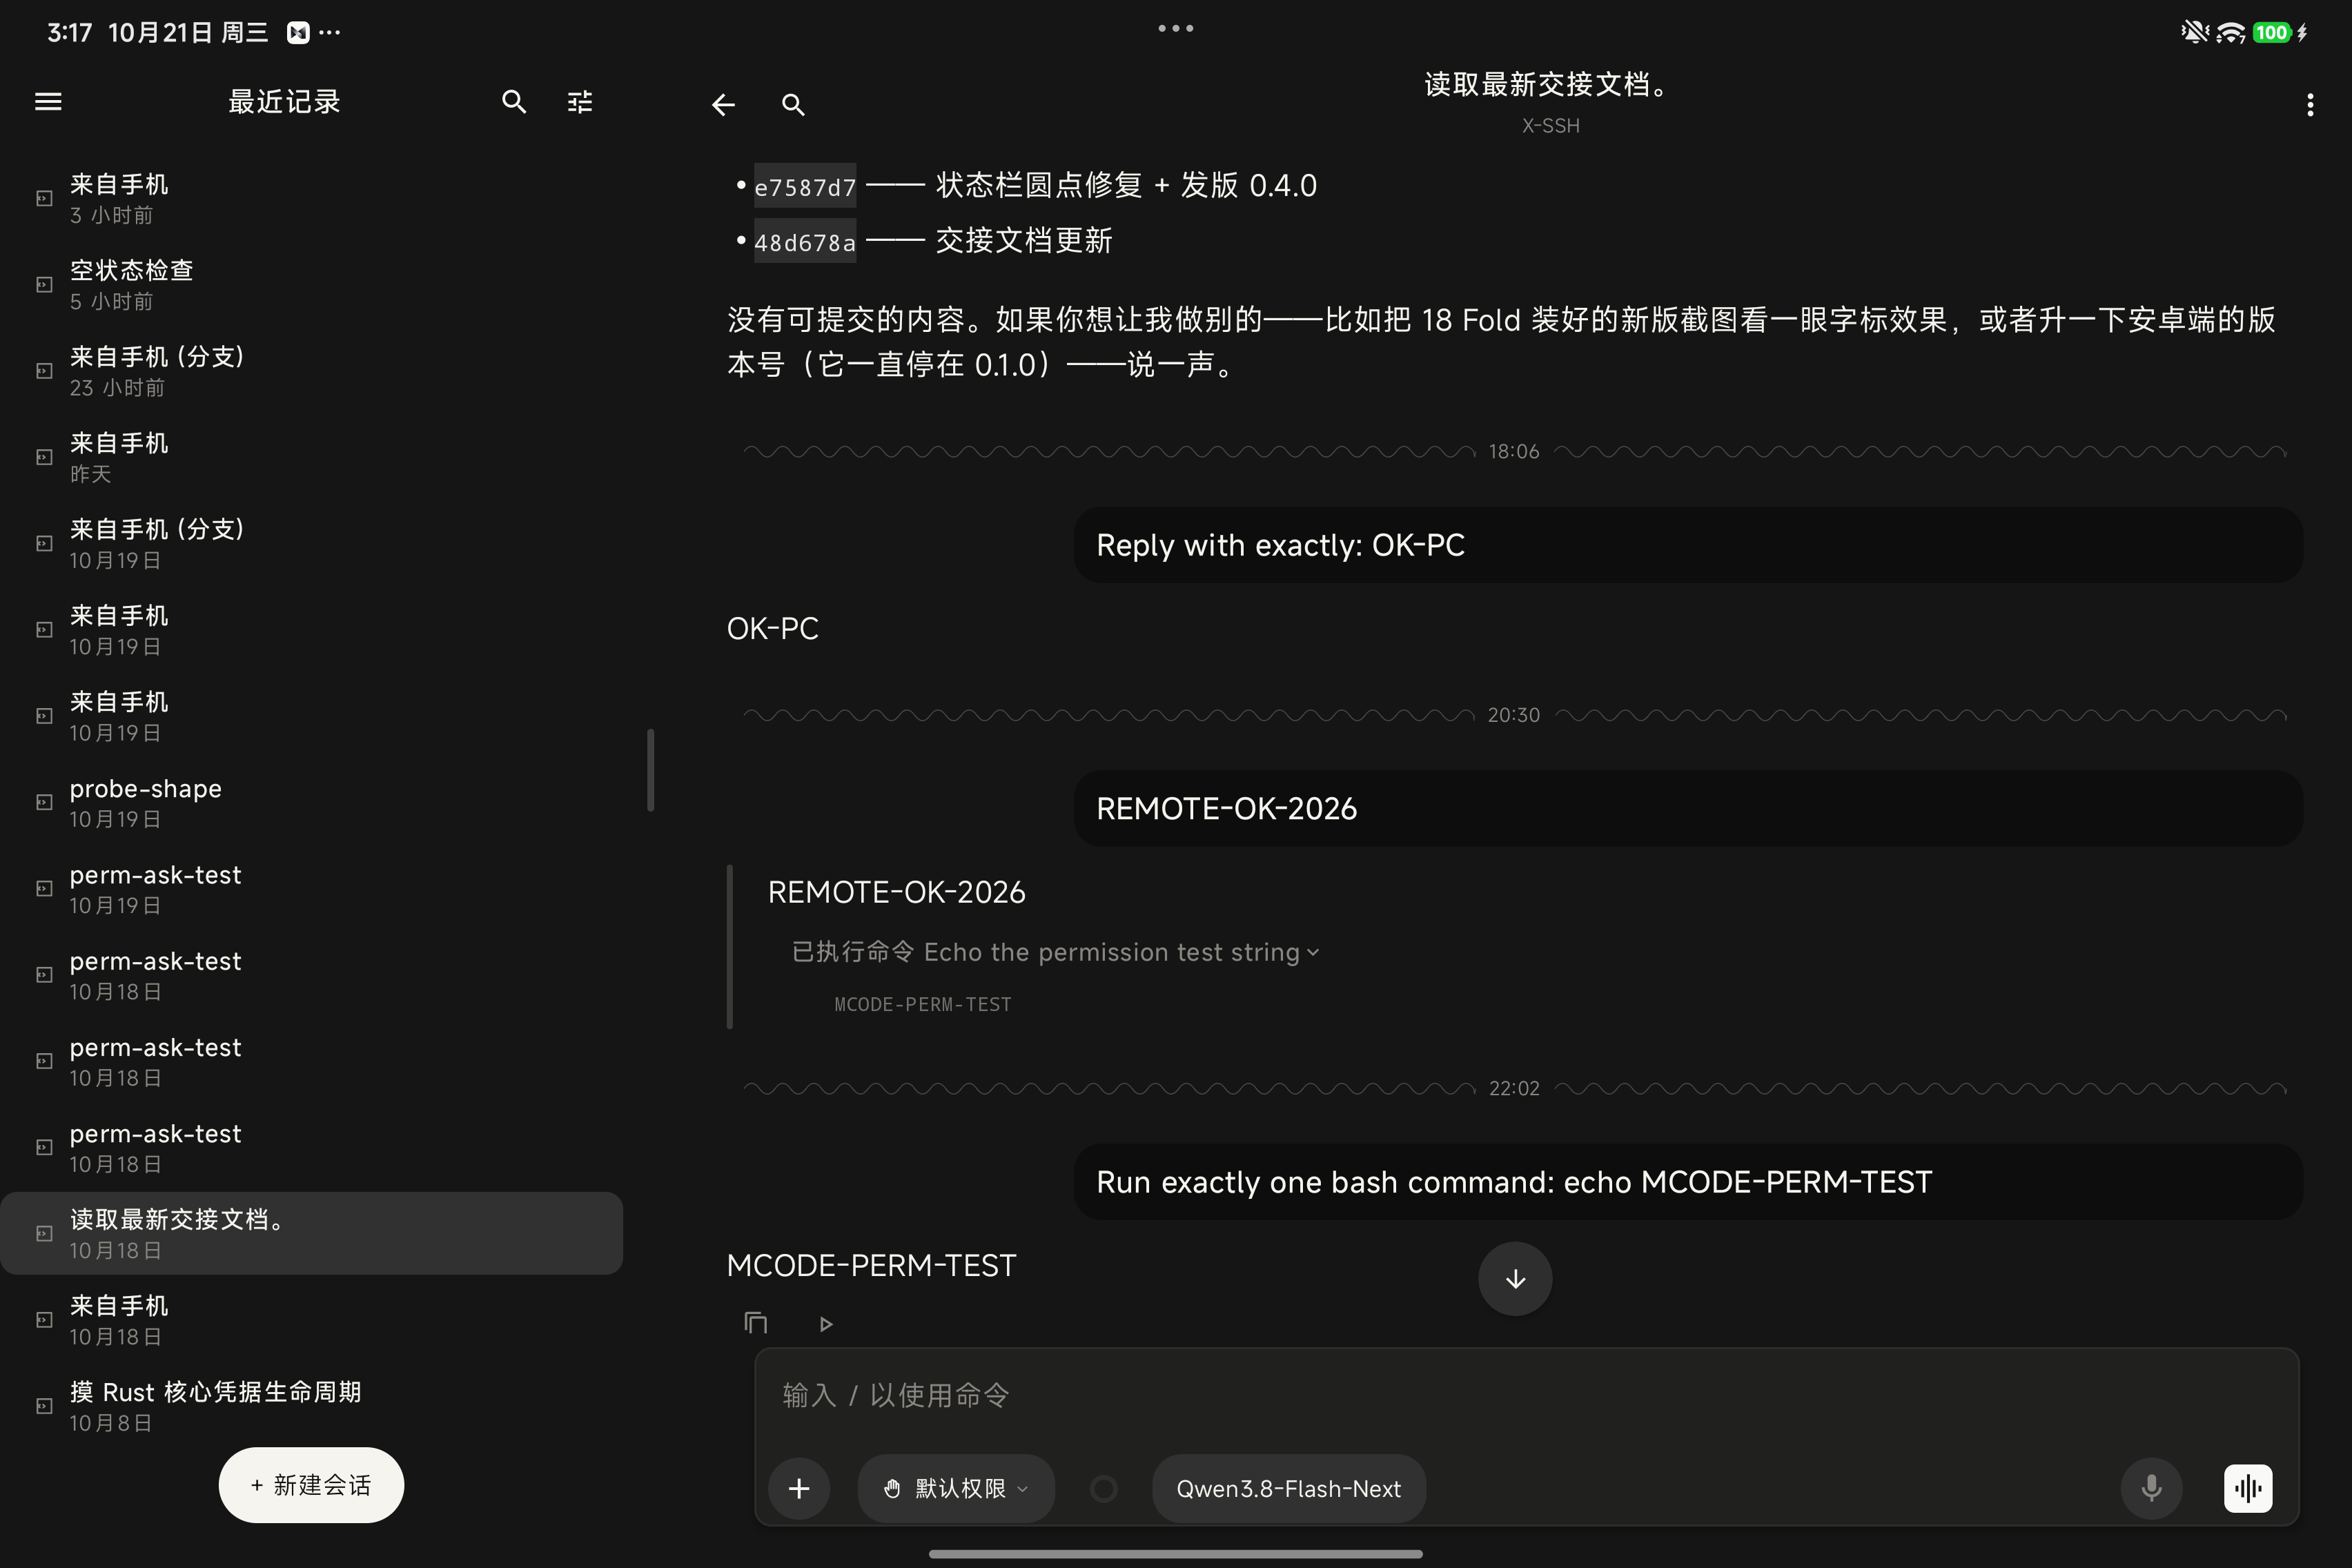 3:17 10月21日 周三
100
最近记录
来自手机
3 小时前
空状态检查
5 小时前
来自手机 (分支)
23 小时前
来自手机
昨天
来自手机 (分支)
10月19日
来自手机
10月19日
来自手机
10月19日
probe-shape
10月19日
perm-ask-test
10月19日
perm-ask-test
10月18日
perm-ask-test
10月18日
perm-ask-test
10月18日
读取最新交接文档。
10月18日
来自手机
10月18日
摸 Rust 核心凭据生命周期
10月8日
+ 新建会话
读取最新交接文档。
X-SSH
• e7587d7 —— 状态栏圆点修复 + 发版 0.4.0
• 48d678a —— 交接文档更新
没有可提交的内容。如果你想让我做别的——比如把 18 Fold 装好的新版截图看一眼字标效果，或者升一下安卓端的版
本号（它一直停在 0.1.0）——说一声。
18:06
Reply with exactly: OK-PC
OK-PC
20:30
REMOTE-OK-2026
REMOTE-OK-2026
已执行命令 Echo the permission test string
MCODE-PERM-TEST
22:02
Run exactly one bash command: echo MCODE-PERM-TEST
MCODE-PERM-TEST
输入 / 以使用命令
默认权限
Qwen3.8-Flash-Next